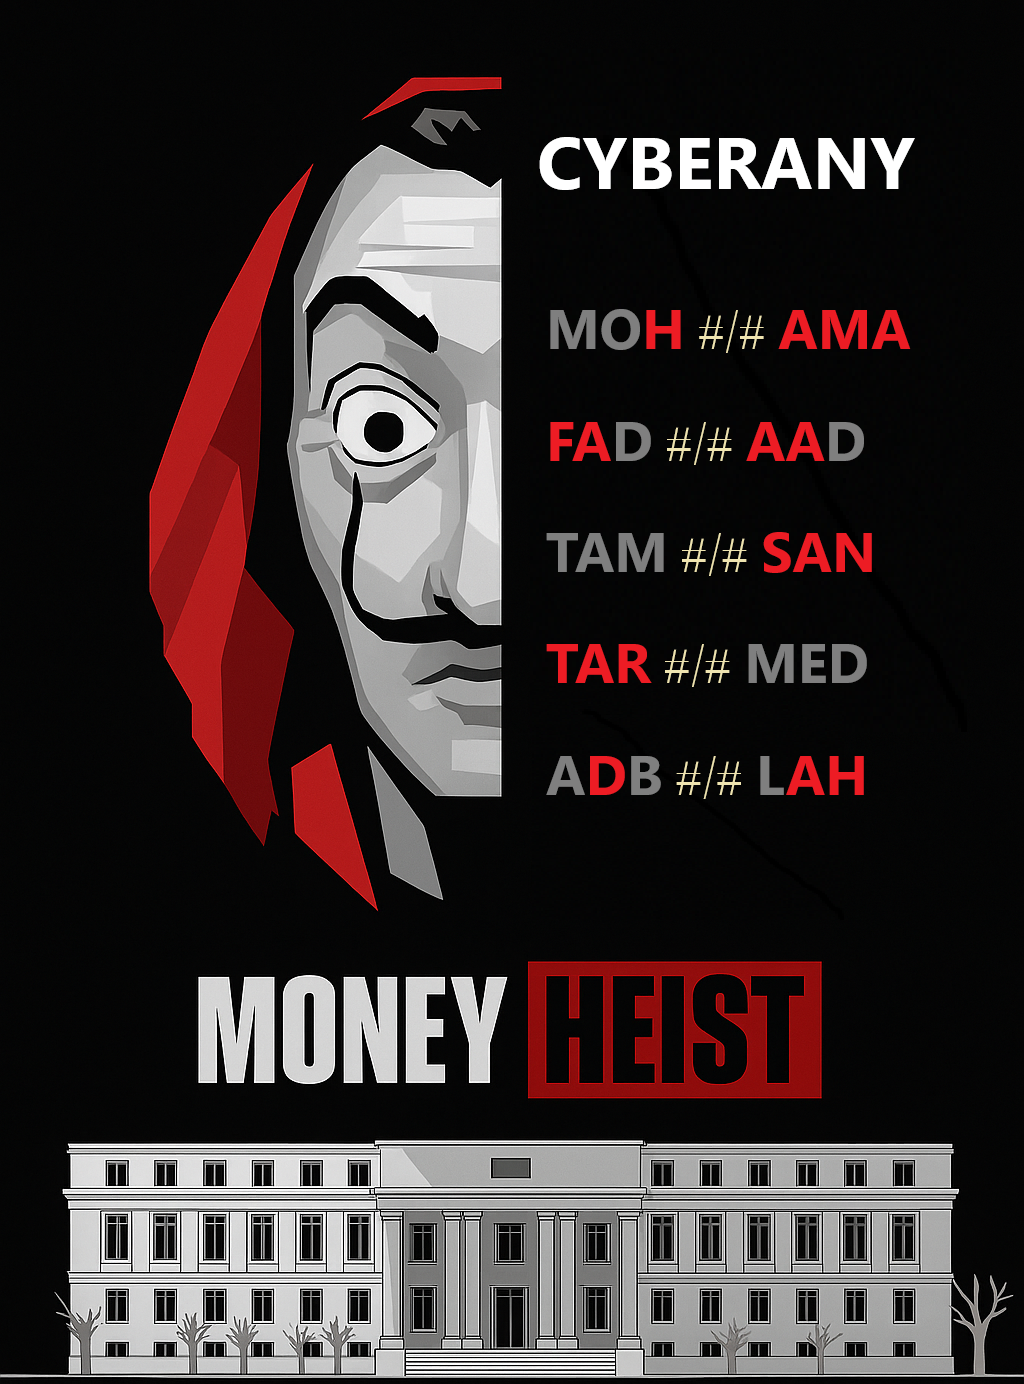 CYBERANY
MOH #/# AMA
FAD #/# AAD
TAM #/# SAN
TAR #/# MED
ADB #/# LAH
MONEY HEIST